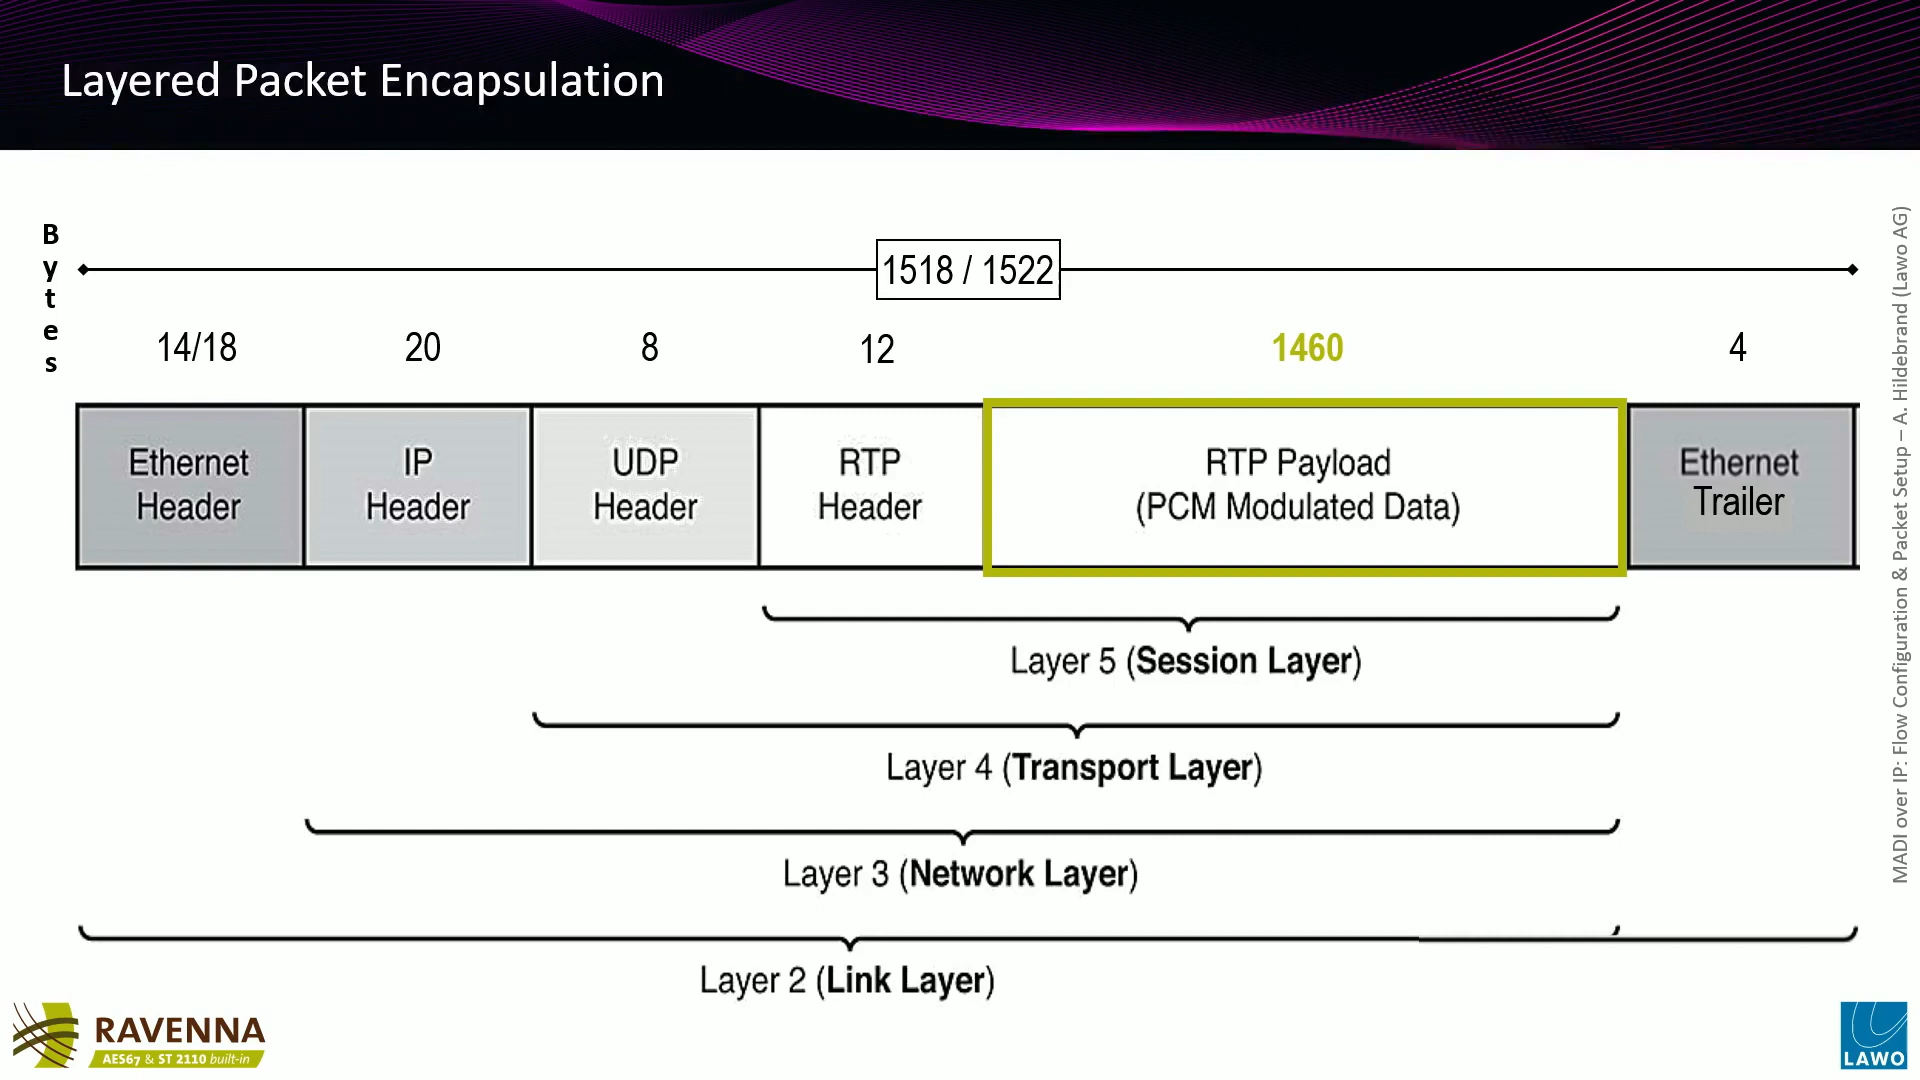 Layered Packet Encapsulation
Bytes
1518 / 1522
14/18 20 8 12 1460 4
Ethernet Header
IP Header
UDP Header
RTP Header
RTP Payload
(PCM Modulated Data)
Ethernet Trailer
Layer 5 (Session Layer)
Layer 4 (Transport Layer)
Layer 3 (Network Layer)
Layer 2 (Link Layer)
MADI over IP: Flow Configuration & Packet Setup – A. Hildebrand (Lawo AG)
RAVENNA
AES67 & ST 2110 built-in
LAWO